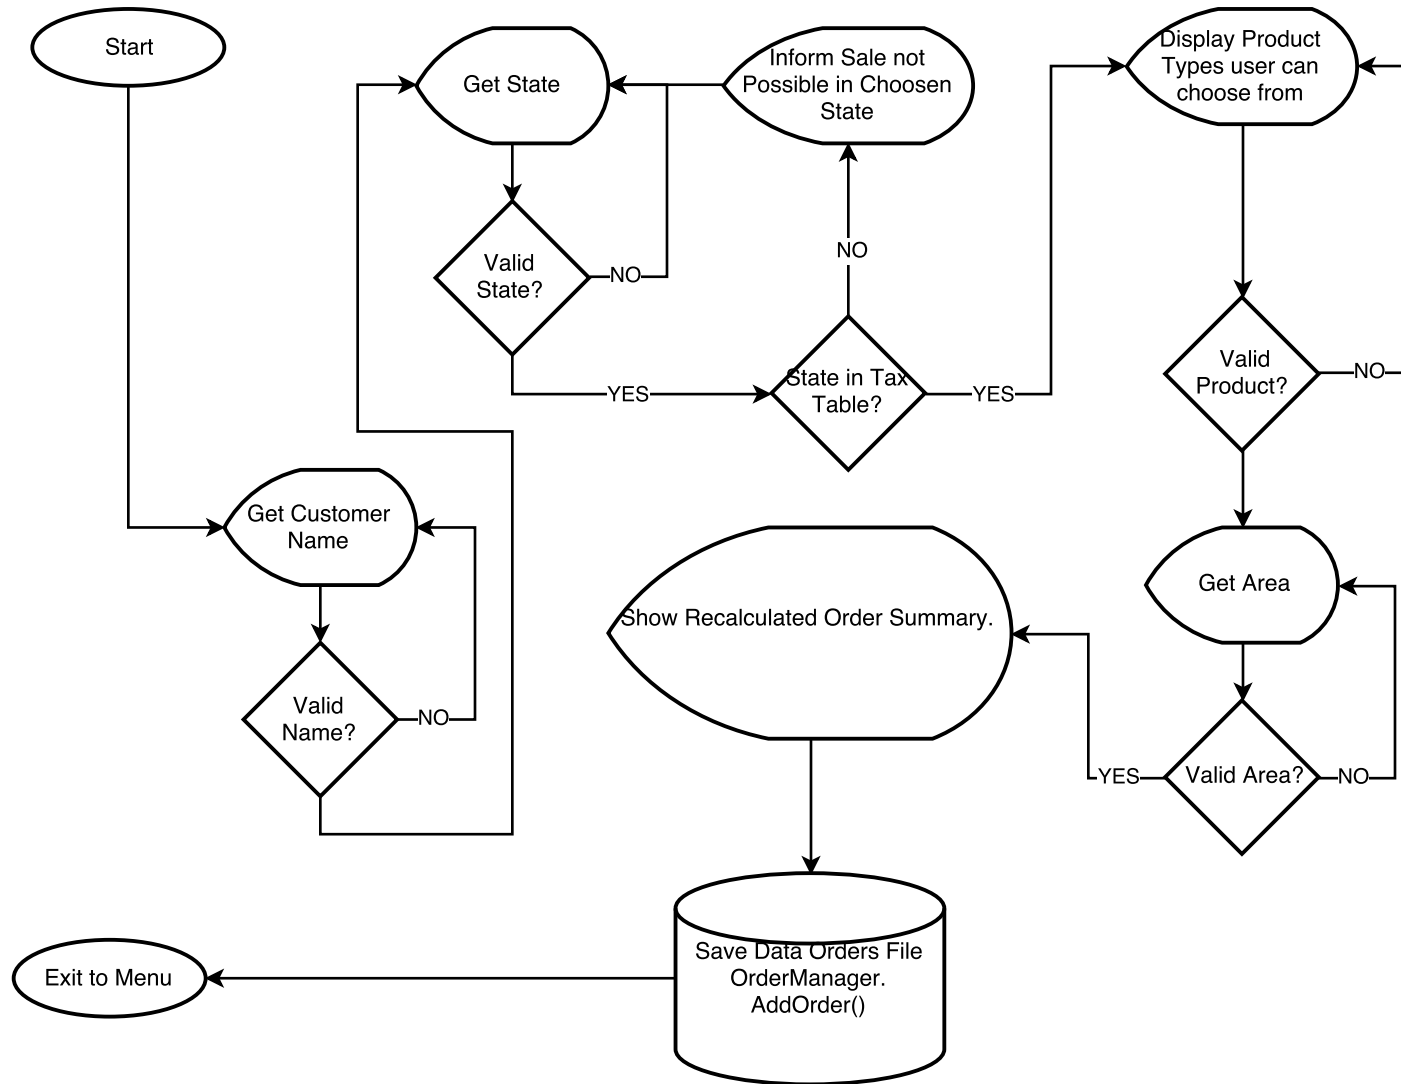 Start
Get State
Inform Sale not
Possible in Choosen
State
Display Product
Types user can
choose from
Valid
State?
NO
NO
YES
State in Tax
Table?
YES
Valid
Product?
NO
Get Customer
Name
Valid
Name?
NO
Show Recalculated Order Summary.
Get Area
Valid Area?
NO
YES
Save Data Orders File
OrderManager.
AddOrder()
Exit to Menu